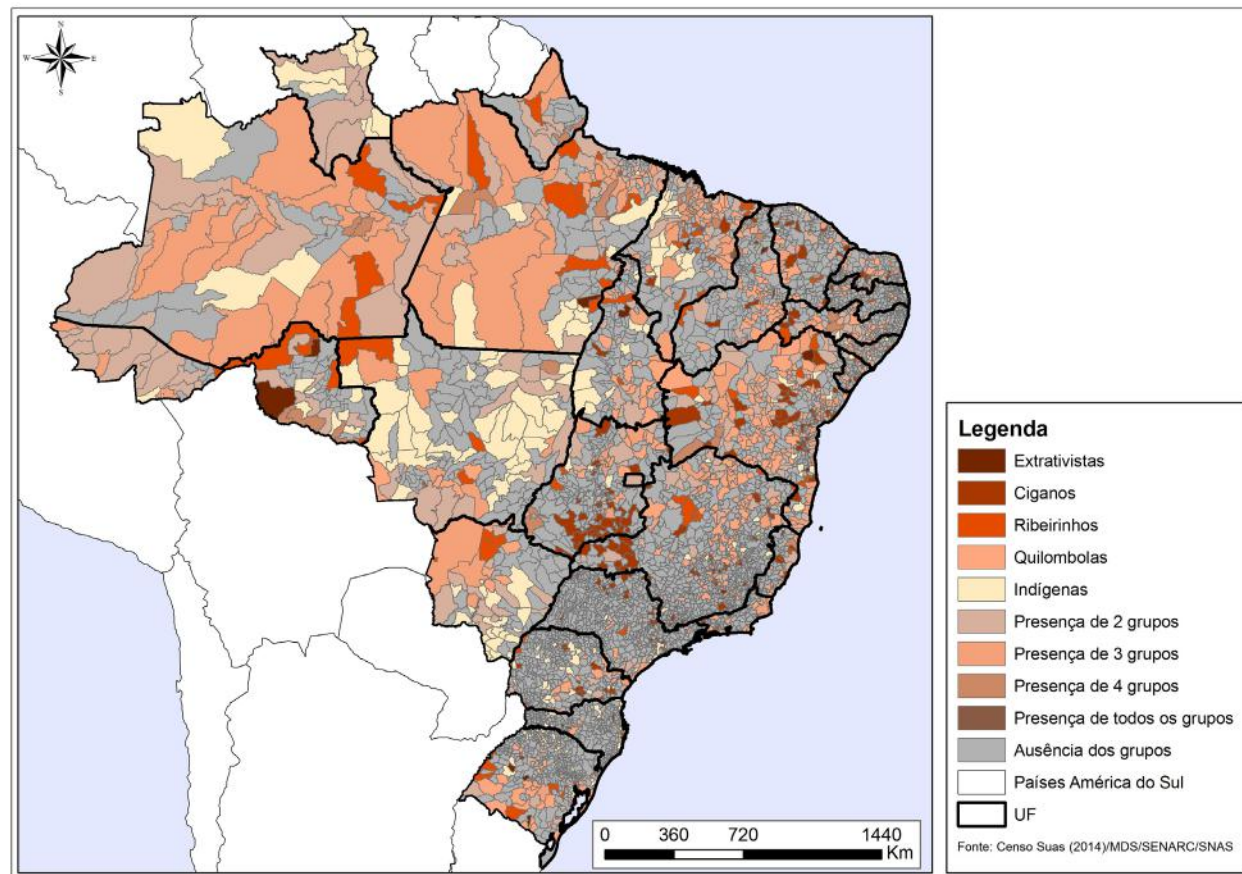 N
W
E
S
Legenda
Extrativistas
Ciganos
Ribeirinhos
Quilombolas
Indígenas
Presença de 2 grupos
Presença de 3 grupos
Presença de 4 grupos
Presença de todos os grupos
Ausência dos grupos
Países América do Sul
UF
0 360 720 1440
Km
Fonte: Censo Suas (2014)/MDS/SENARC/SNAS